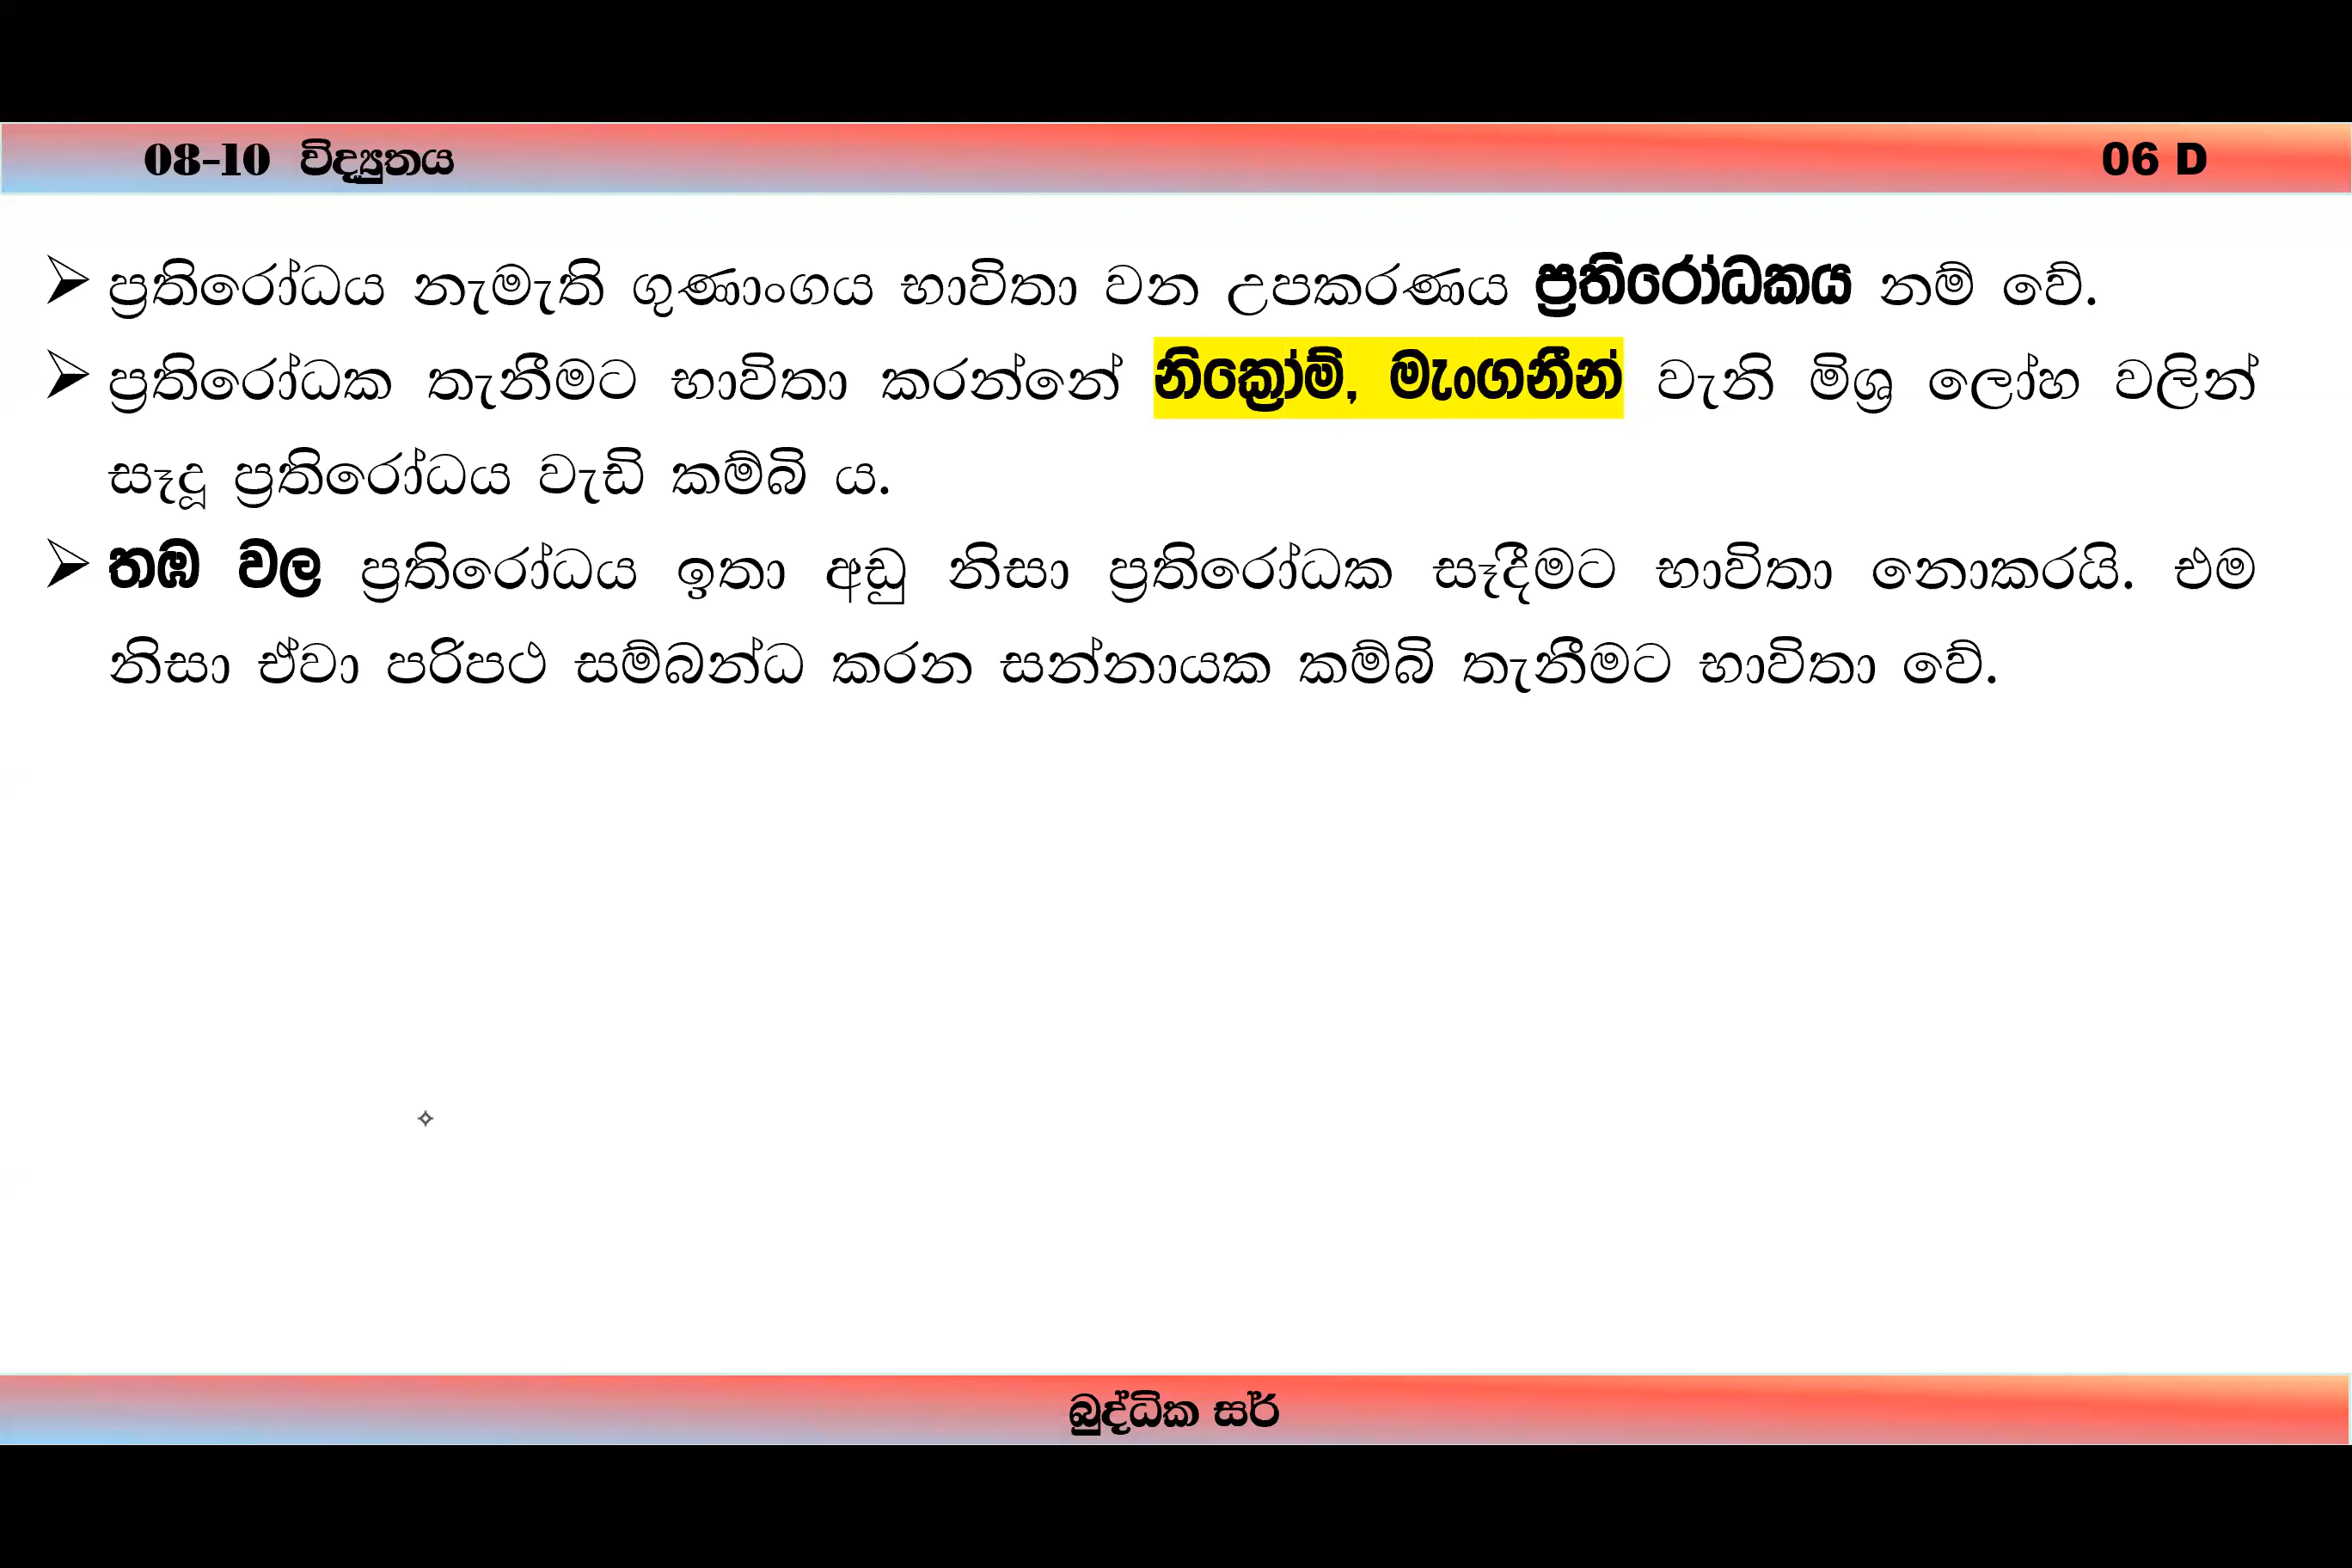 08-10 විද්‍යුතය 06 D
➢ ප්‍රතිරෝධය නැමැති ගුණාංගය භාවිතා වන උපකරණය ප්‍රතිරෝධකය නම් වේ.
➢ ප්‍රතිරෝධක තැනීමට භාවිතා කරන්නේ නික්‍රෝම්, මැංගනීන් වැනි මිශ්‍ර ලෝහ වලින්
සෑදූ ප්‍රතිරෝධය වැඩි කම්බි ය.
➢ තඹ වල ප්‍රතිරෝධය ඉතා අඩු නිසා ප්‍රතිරෝධක සෑදීමට භාවිතා නොකරයි. එම
නිසා ඒවා පරිපථ සම්බන්ධ කරන සන්නායක කම්බි තැනීමට භාවිතා වේ.
බුද්ධික සර්